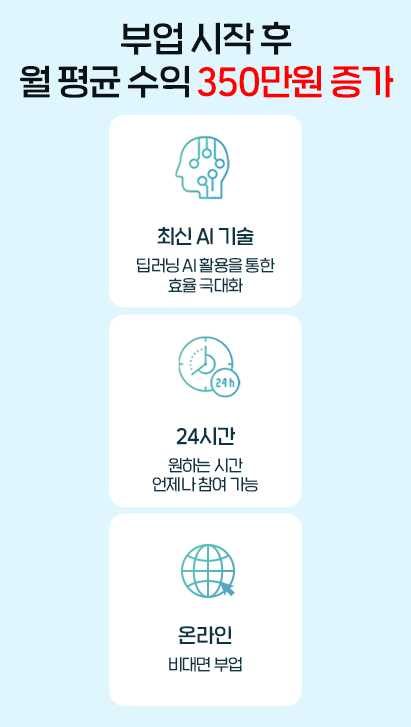 부업 시작 후
월 평균 수익 350만원 증가
최신 AI 기술
딥러닝 AI 활용을 통한
효율 극대화
24h
24시간
원하는 시간
언제나 참여 가능
온라인
비대면 부업